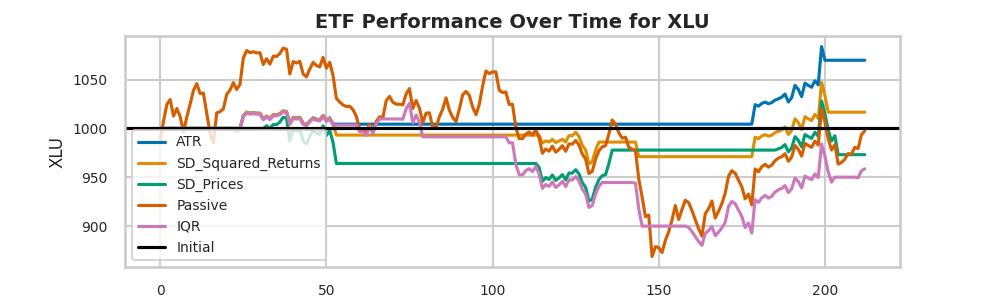 ETF Performance Over Time for XLU
XLU
1050
1000
950
900
ATR
SD_Squared_Returns
SD_Prices
Passive
IQR
Initial
0
50
100
150
200